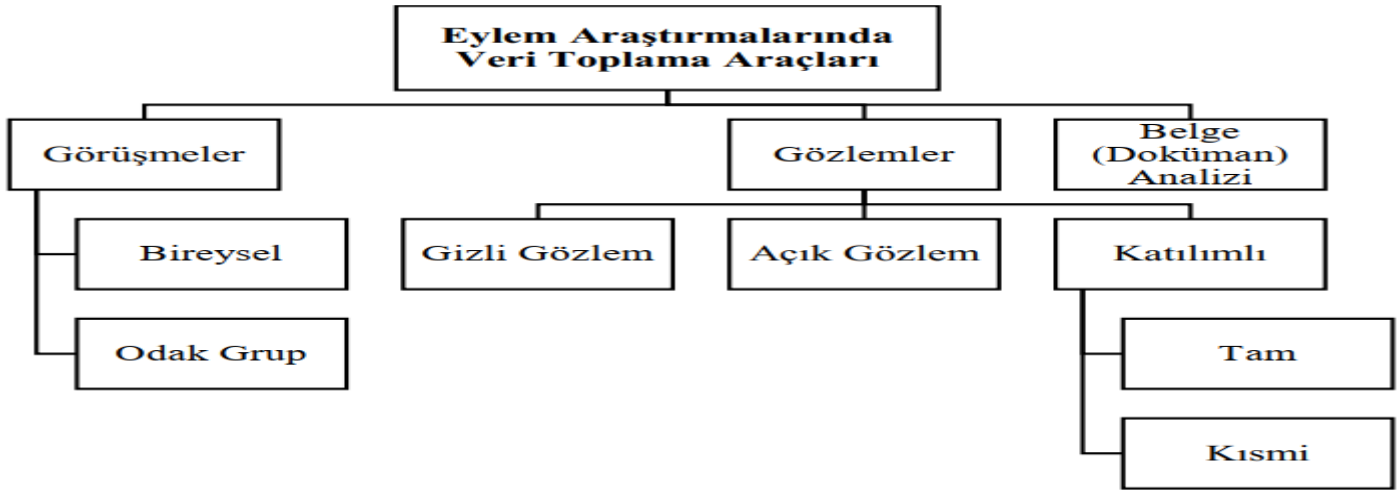 Eylem Araştırmalarında
Veri Toplama Araçları
Görüşmeler
Gözlemler
Belge
(Doküman)
Analizi
Bireysel
Gizli Gözlem
Açık Gözlem
Katılımlı
Odak Grup
Tam
Kısmi